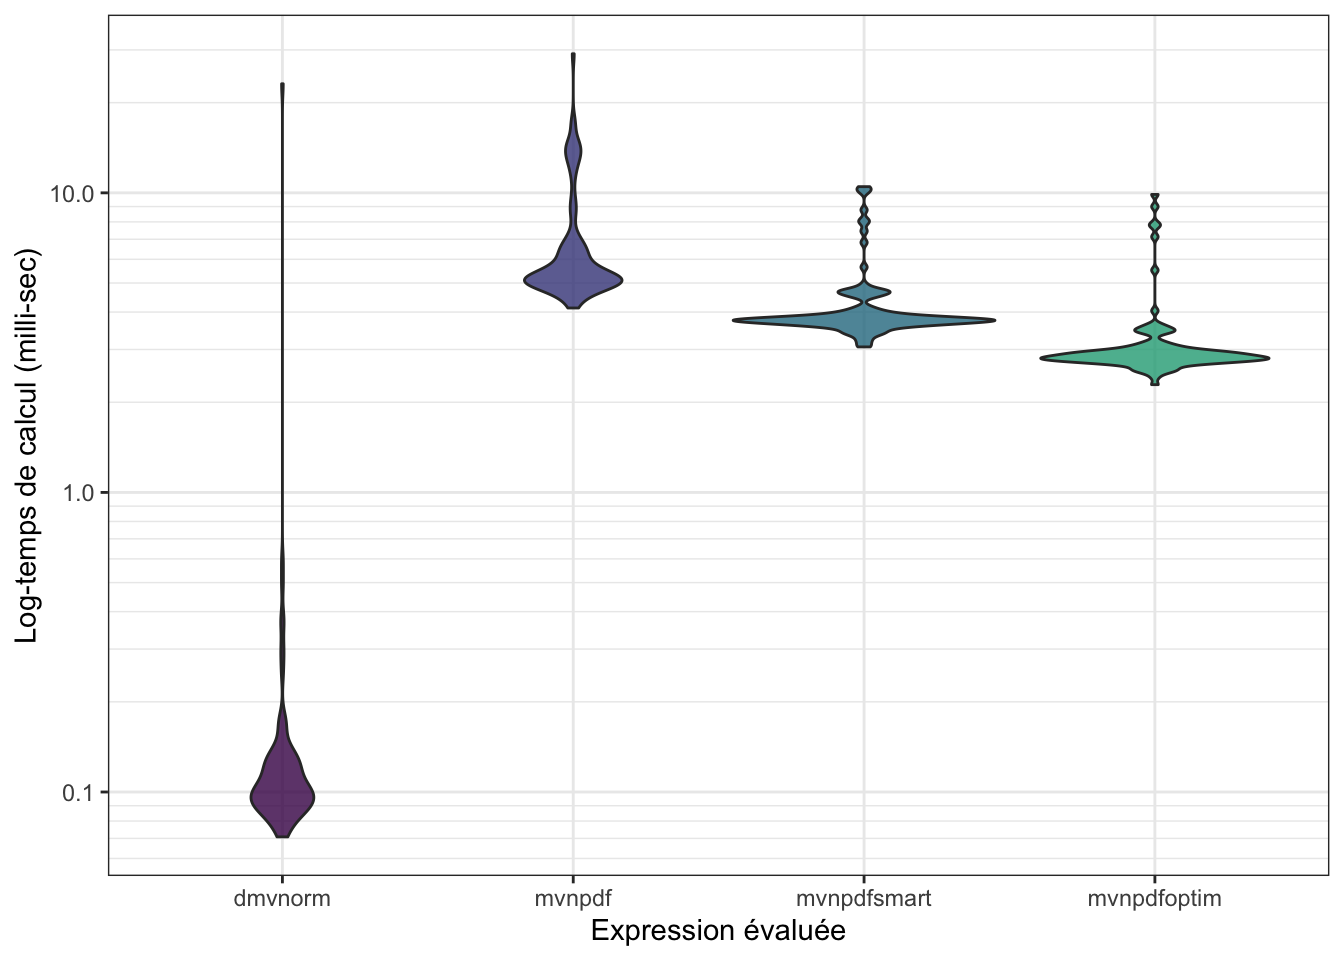 Log-temps de calcul (milli-sec)
10.0
1.0
0.1
dmvnorm
mvnpdf
mvnpdfsmart
mvnpdfoptim
Expression évaluée